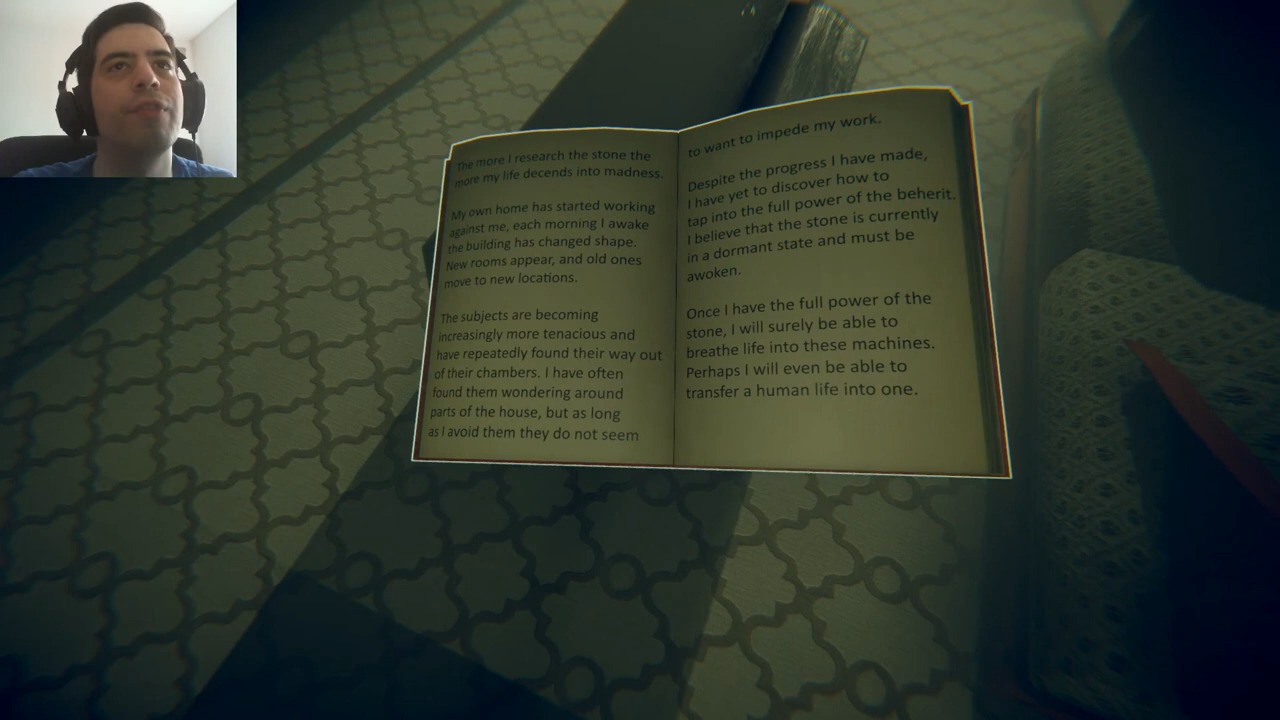 The more I research the stone the
more my life decends into madness.
My own home has started working
against me, each morning I awake
the building has changed shape.
New rooms appear, and old ones
move to new locations.
The subjects are becoming
increasingly more tenacious and
have repeatedly found their way out
of their chambers. I have often
found them wondering around
parts of the house, but as long
as I avoid them they do not seem
to want to impede my work.
Despite the progress I have made,
I have yet to discover how to
tap into the full power of the beherit.
I believe that the stone is currently
in a dormant state and must be
awoken.
Once I have the full power of the
stone, I will surely be able to
breathe life into these machines.
Perhaps I will even be able to
transfer a human life into one.